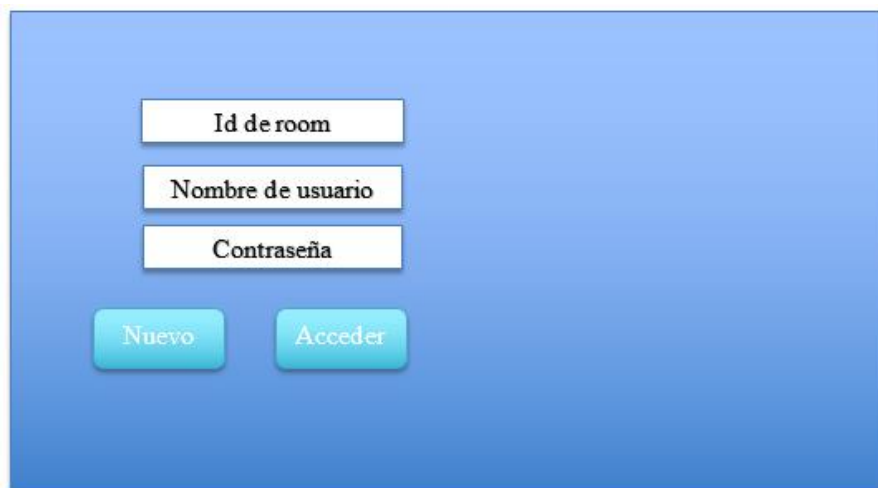 Id de room
Nombre de usuario
Contraseña
Nuevo
Acceder